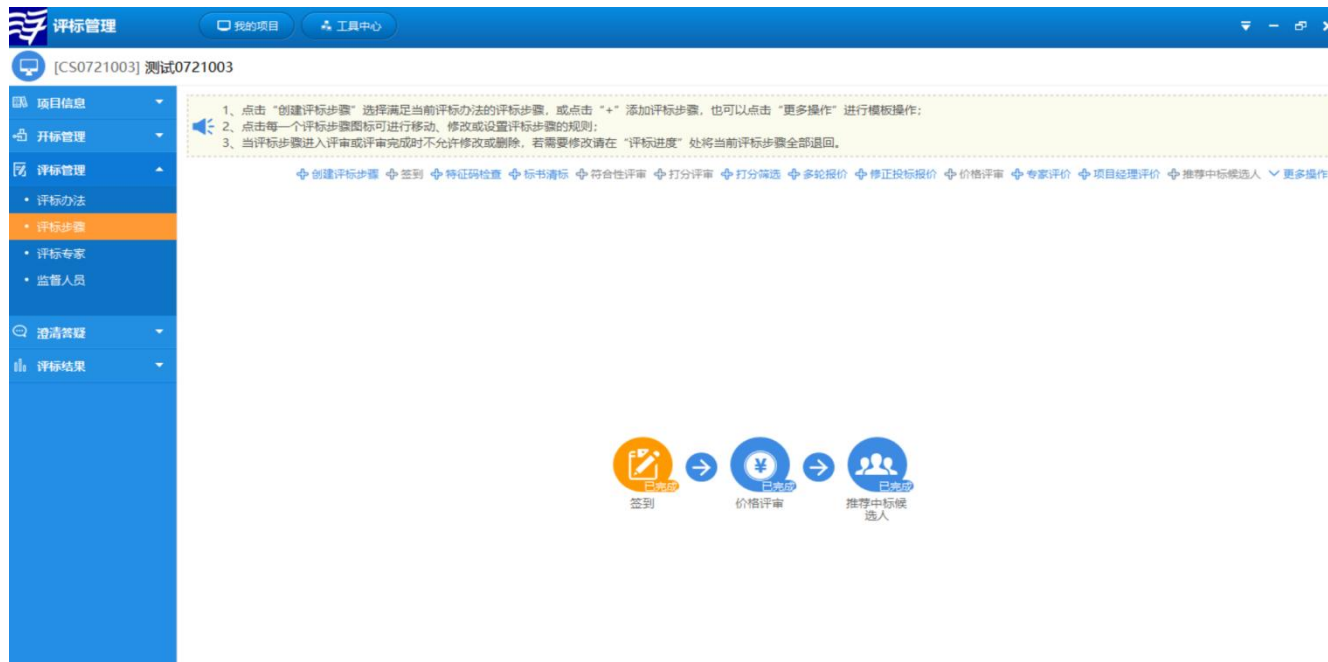 评标管理 我的项目 工具中心
[CS0721003] 测试0721003
项目信息
开标管理
评标管理
• 评标办法
• 评标步骤
• 评标专家
• 监督人员
澄清答疑
评标结果
1、点击“创建评标步骤”选择满足当前评标办法的评标步骤，或点击“+”添加评标步骤，也可以点击“更多操作”进行模板操作；
2、点击每一个评标步骤图标可进行移动、修改或设置评标步骤的规则；
3、当评标步骤进入评审或评审完成时不允许修改或删除，若需要修改请在“评标进度”处将当前评标步骤全部退回。
创建评标步骤 签到 特征码检查 标书清标 符合性评审 打分评审 打分筛选 多轮报价 修正投标报价 价格评审 专家评价 项目经理评价 推荐中标候选人 更多操作
已完成 已完成 已完成
签到 价格评审 推荐中标候
选人